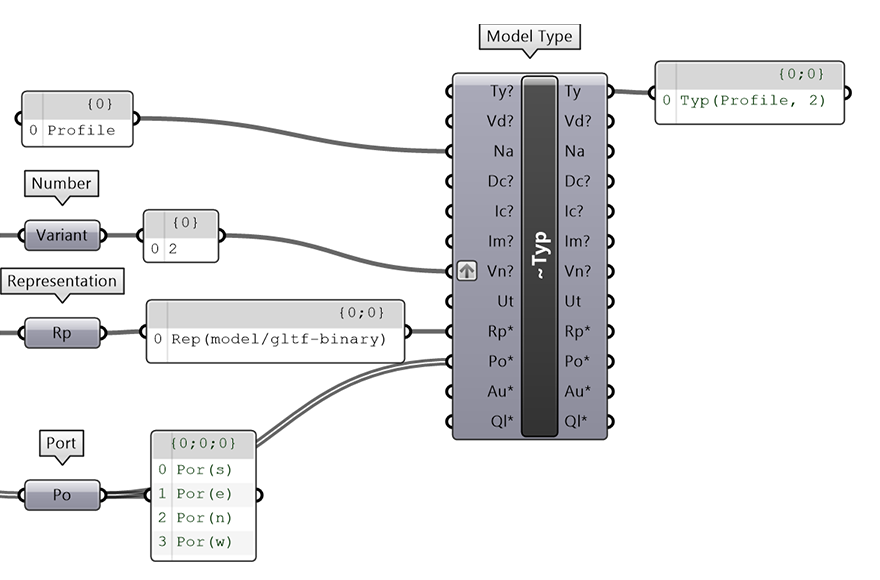 Model Type
{0}
0 Profile
Number
Variant
{0}
0 2
Representation
Rp
{0;0}
0 Rep(model/gltf-binary)
Port
Po
{0;0;0}
0 Por(s)
1 Por(e)
2 Por(n)
3 Por(w)
Ty?
Vd?
Na
Dc?
Ic?
Im?
Vn?
Ut
Rp*
Po*
Au*
Ql*
~Typ
Ty
Vd?
Na
Dc?
Ic?
Im?
Vn?
Ut
Rp*
Po*
Au*
Ql*
{0;0}
0 Typ(Profile, 2)